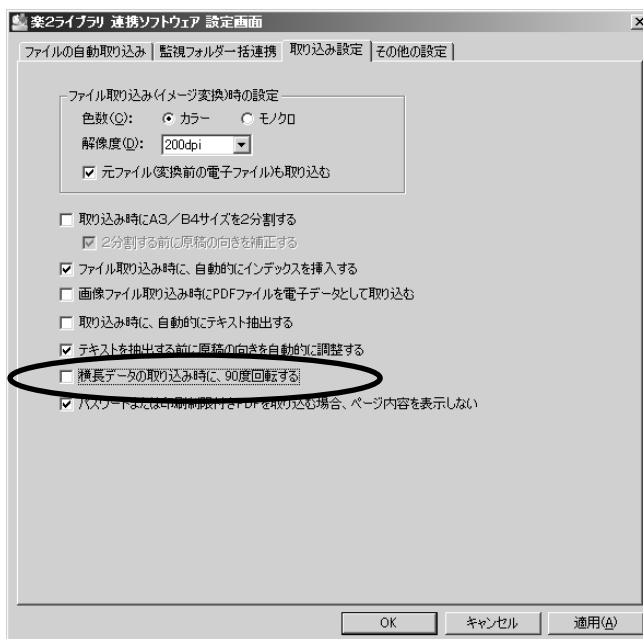 楽2ライブラリ 連携ソフトウェア 設定画面
ファイルの自動取り込み 監視フォルダ一括連携 取り込み設定 その他の設定
ファイル取り込み(イメージ変換)時の設定
色数(C): カラー モノクロ
解像度(D): 200dpi
元ファイル(変換前の電子ファイル)も取り込む
取り込み時にA3/B4サイズを2分割する
2分割する前に原稿の向きを補正する
ファイル取り込み時に、自動的にインデックスを挿入する
画像ファイル取り込み時にPDFファイルを電子データとして取り込む
取り込み時に、自動的にテキスト抽出する
テキストを抽出する前に原稿の向きを自動的に調整する
横長データの取り込み時に、90度回転する
パスワードまたは印刷制限付きPDFを取り込む場合、ページ内容を表示しない
OK キャンセル 適用(A)